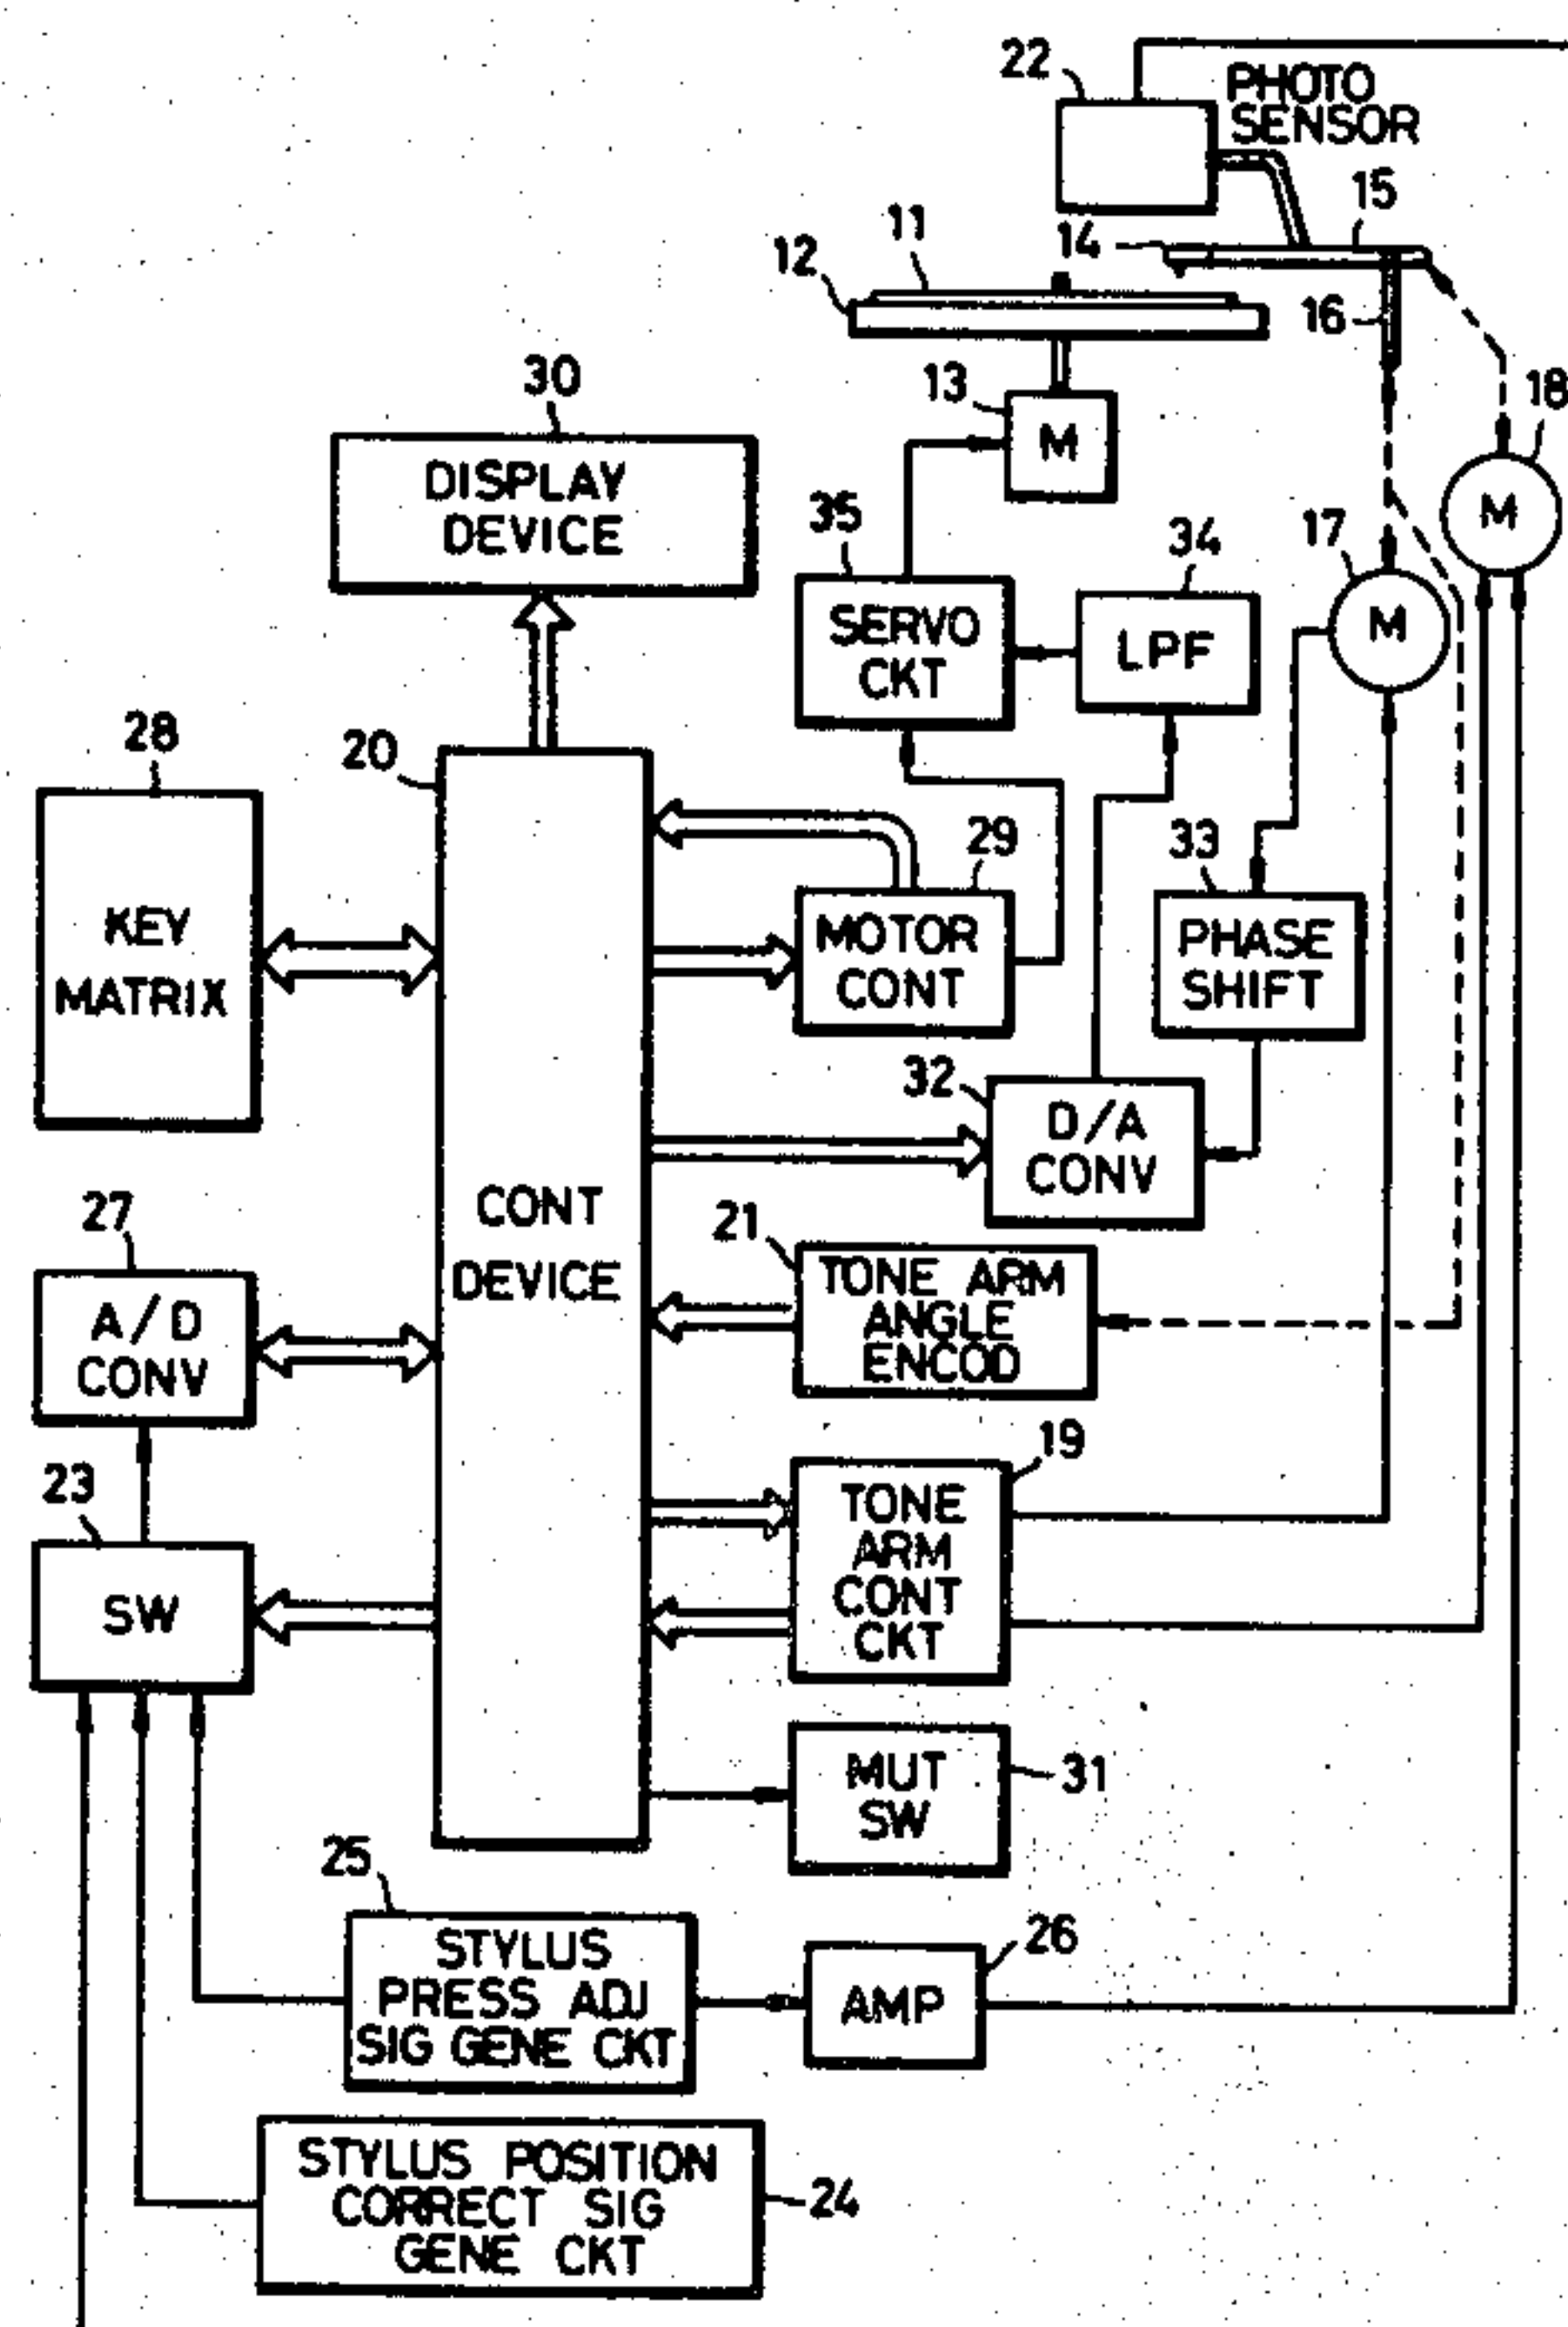 22
PHOTO
SENSOR
15
14
11
12
16
13
M
18
30
DISPLAY
DEVICE
35
34
17
M
M
SERVO
CKT
LPF
28
20
29
33
KEY
MATRIX
MOTOR
CONT
PHASE
SHIFT
32
D/A
CONV
27
CONT
DEVICE
21
TONE ARM
ANGLE
ENCOD
A/D
CONV
19
23
TONE
ARM
CONT
CKT
SW
MUT
SW
31
25
STYLUS
PRESS ADJ
SIG GENE CKT
26
AMP
STYLUS POSITION
CORRECT SIG
GENE CKT
24